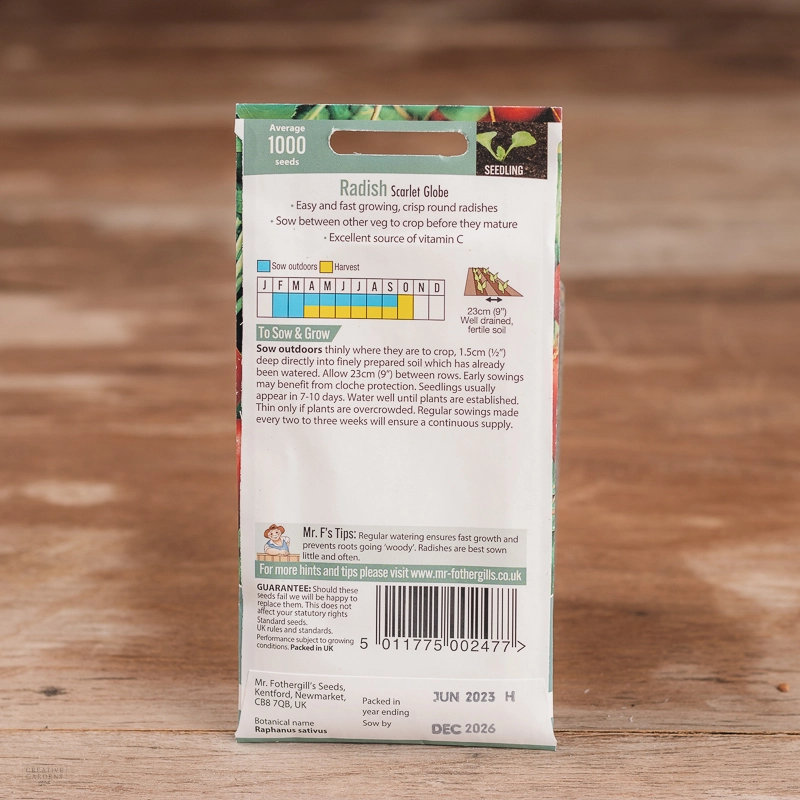 Average
1000
seeds
SEEDLING
Radish Scarlet Globe
• Easy and fast growing, crisp round radishes
• Sow between other veg to crop before they mature
• Excellent source of vitamin C
Sow outdoors Harvest
J F M A M J J A S O N D
23cm (9”)
Well drained,
fertile soil
To Sow & Grow
Sow outdoors thinly where they are to crop, 1.5cm (½”)
deep directly into finely prepared soil which has already
been watered. Allow 23cm (9”) between rows. Early sowings
may benefit from cloche protection. Seedlings usually
appear in 7-10 days. Water well until plants are established.
Thin only if plants are overcrowded. Regular sowings made
every two to three weeks will ensure a continuous supply.
Mr. F's Tips: Regular watering ensures fast growth and
prevents roots going ‘woody’. Radishes are best sown
little and often.
For more hints and tips please visit www.mr-fothergills.co.uk
GUARANTEE: Should these
seeds fail we will be happy to
replace them. This does not
affect your statutory rights
Standard seeds.
UK rules and standards.
Performance subject to growing
conditions. Packed in UK
5 011775 002477 >
Mr. Fothergill's Seeds,
Kentford, Newmarket,
CB8 7QB, UK
Botanical name
Raphanus sativus
Packed in
year ending
JUN 2023 H
Sow by
DEC 2026
CREATIVE
GARDENS